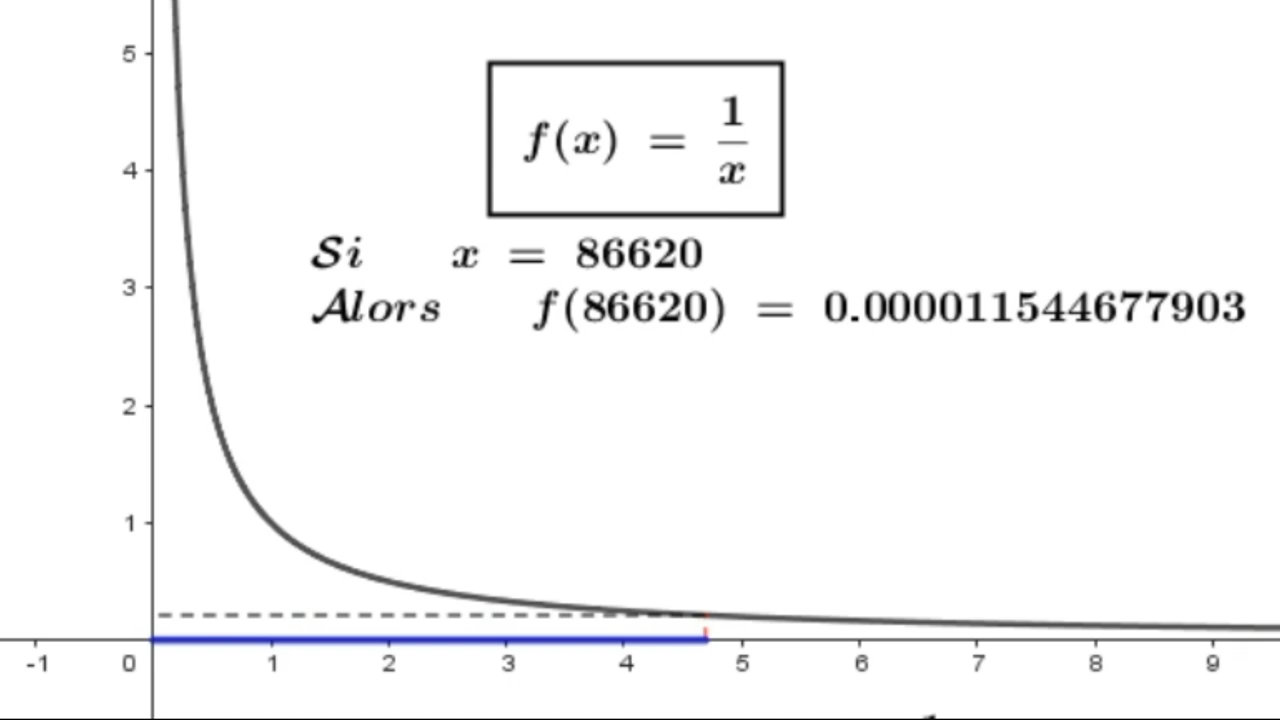 5
f(x) = 1/x
4
Si x = 86620
3
Alors f(86620) = 0.000011544677903
2
1
-1 0 1 2 3 4 5 6 7 8 9